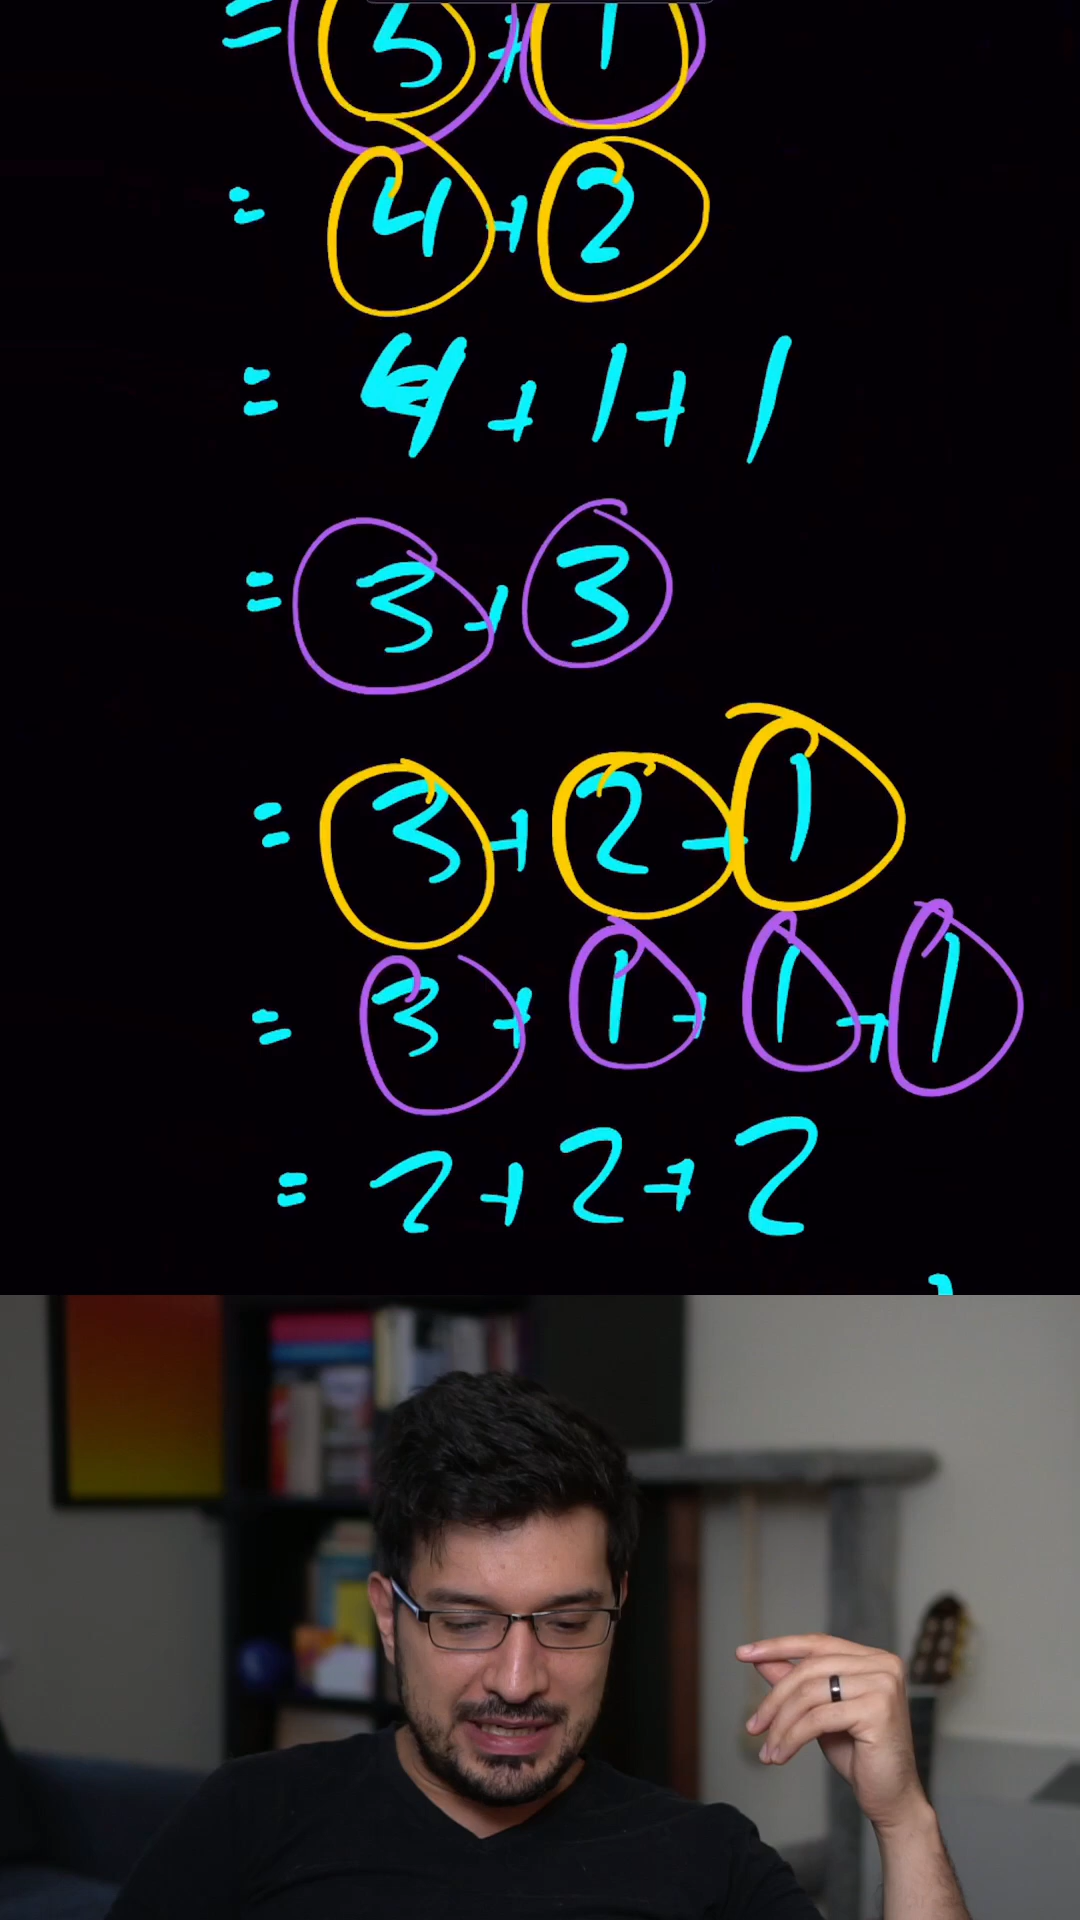 = 5 + 1
= 4 + 2
= 4 + 1 + 1
= 3 + 3
= 3 + 2 + 1
= 3 + 1 + 1 + 1
= 2 + 2 + 2